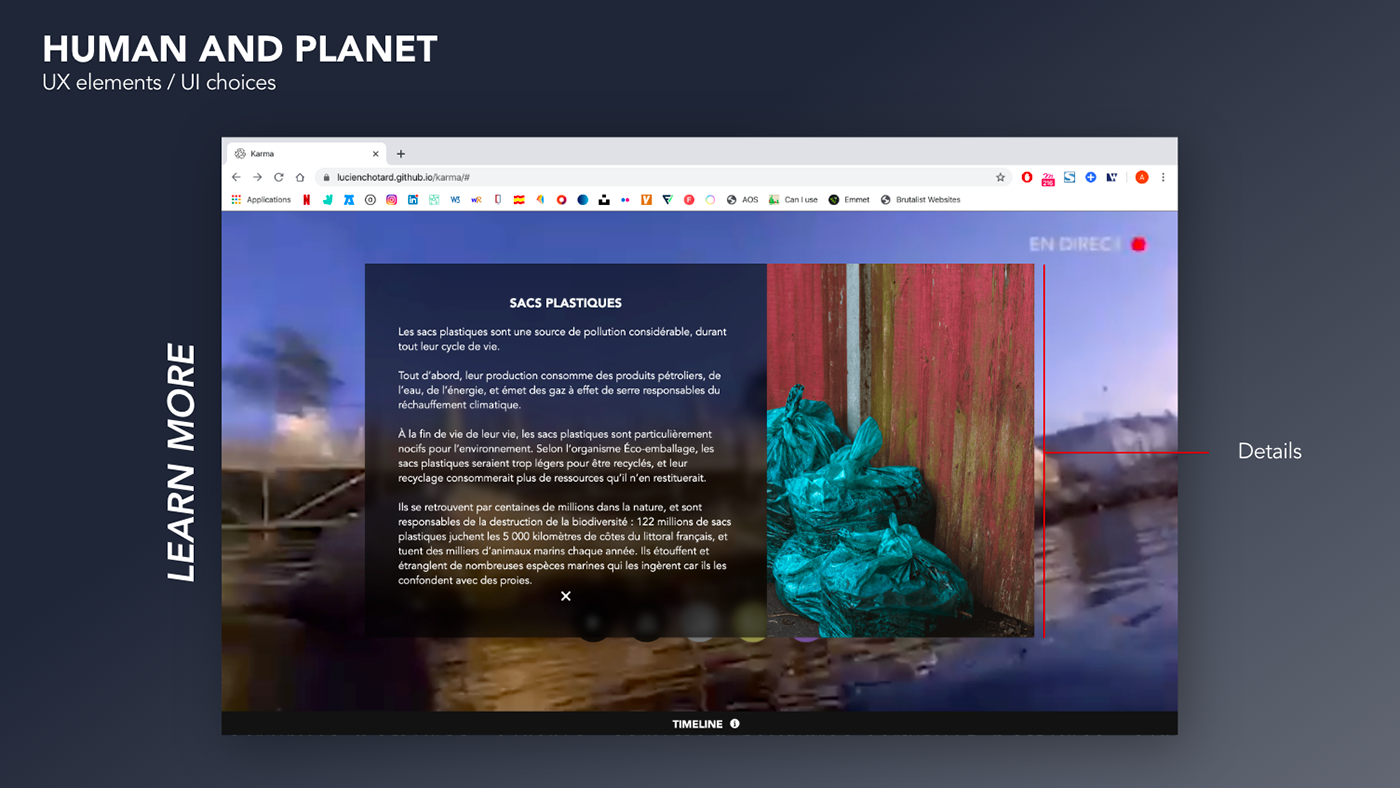 HUMAN AND PLANET
UX elements / UI choices
LEARN MORE
Karma
lucienchotard.github.io/karma/#
216
A
Applications
W3
wR
AOS
Can I use
Emmet
Brutalist Websites
EN DIRECT
SACS PLASTIQUES
Les sacs plastiques sont une source de pollution considérable, durant
tout leur cycle de vie.
Tout d’abord, leur production consomme des produits pétroliers, de
l’eau, de l’énergie, et émet des gaz à effet de serre responsables du
réchauffement climatique.
À la fin de vie de leur vie, les sacs plastiques sont particulièrement
nocifs pour l’environnement. Selon l’organisme Éco-emballage, les
sacs plastiques seraient trop légers pour être recyclés, et leur
recyclage consommerait plus de ressources qu’il n’en restituerait.
Ils se retrouvent par centaines de millions dans la nature, et sont
responsables de la destruction de la biodiversité : 122 millions de sacs
plastiques juchent les 5 000 kilomètres de côtes du littoral français, et
tuent des milliers d’animaux marins chaque année. Ils étouffent et
étranglent de nombreuses espèces marines qui les ingèrent car ils les
confondent avec des proies.
Details
TIMELINE